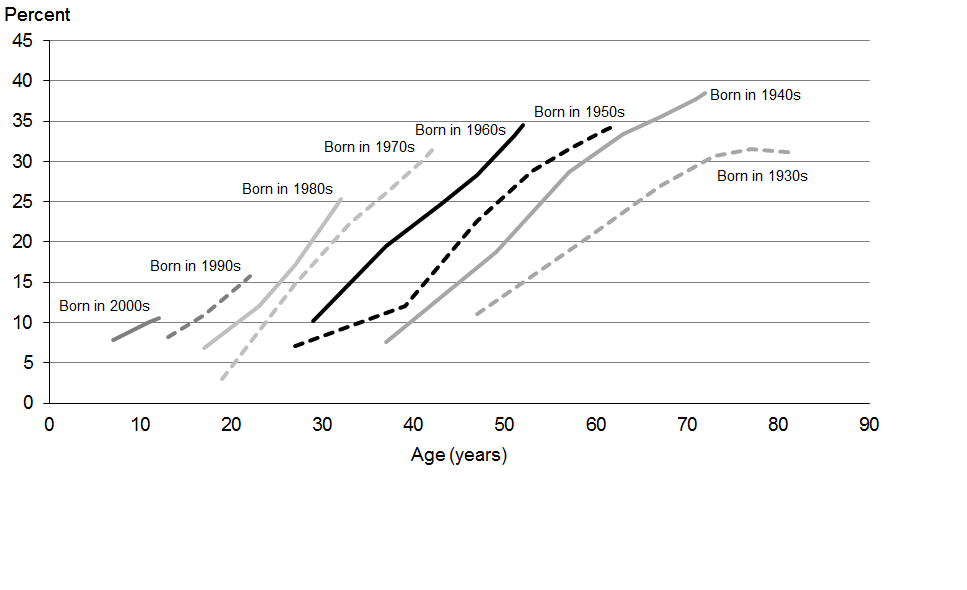 Percent
45
40
35
30
25
20
15
10
5
0
Born in 1940s
Born in 1950s
Born in 1960s
Born in 1970s
Born in 1930s
Born in 1980s
Born in 1990s
Born in 2000s
0 10 20 30 40 50 60 70 80 90
Age (years)